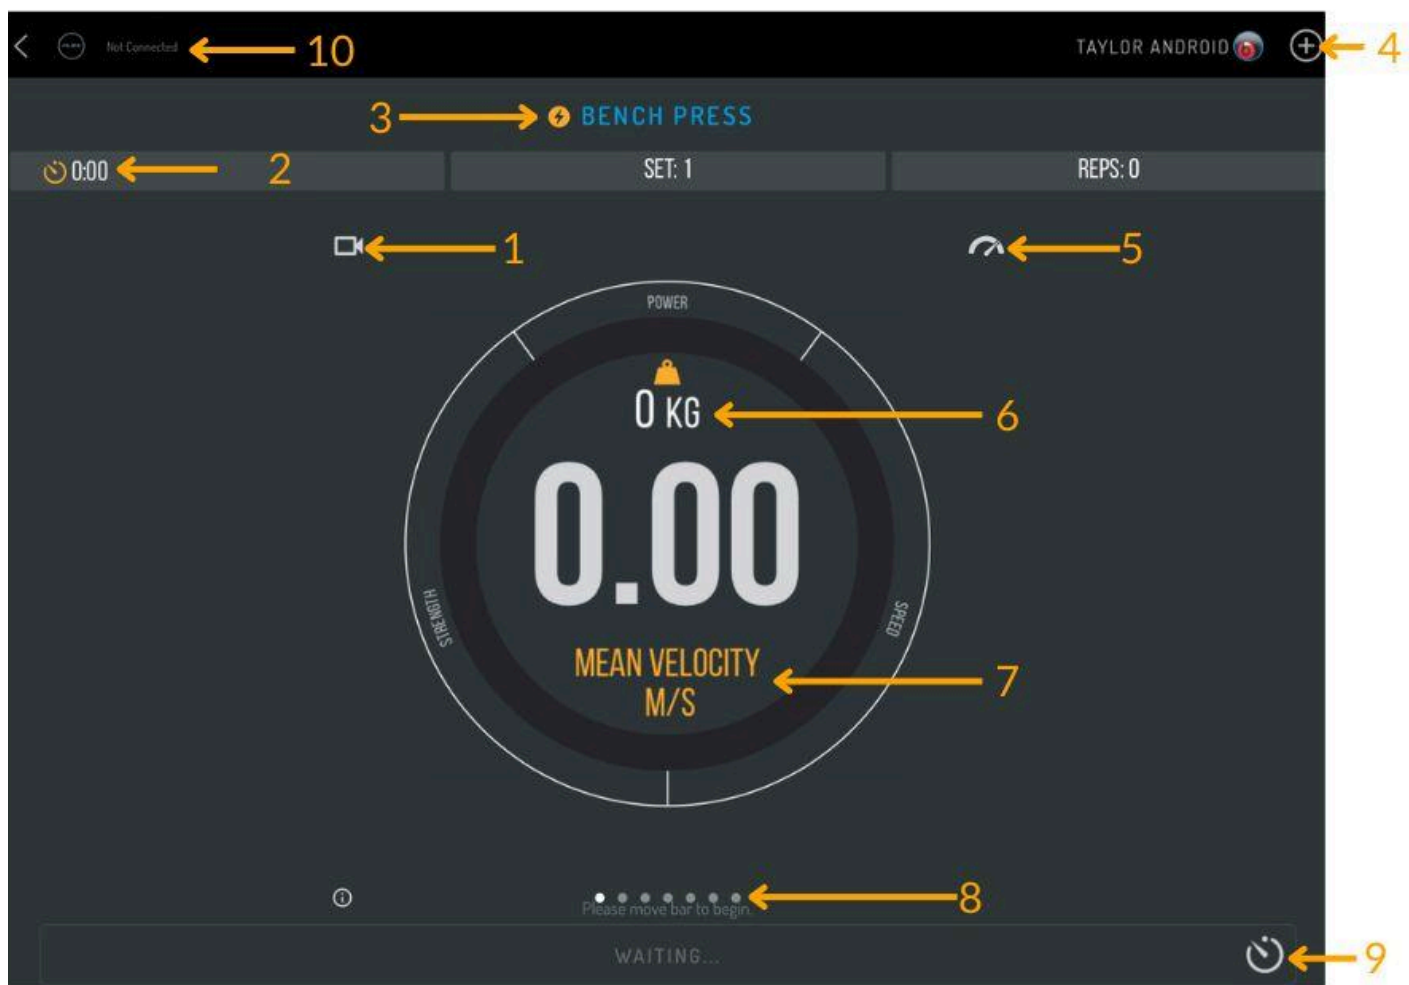 Not Connected
10
TAYLOR ANDROID
4
3
BENCH PRESS
0:00
2
SET: 1
REPS: 0
1
5
POWER
0 KG
6
0.00
STRENGTH
SPEED
MEAN VELOCITY
M/S
7
8
Please move bar to begin.
WAITING...
9